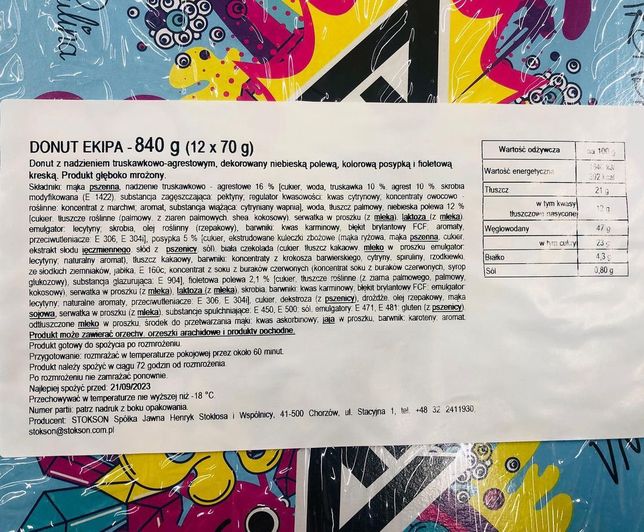 DONUT EKIPA - 840 g (12 x 70 g)
Donut z nadzieniem truskawkowo-agrestowym, dekorowany niebieską polewą, kolorową posypką i fioletową
kreską. Produkt głęboko mrożony.
Składniki: mąka pszenna, nadzienie truskawkowo - agrestowe 16 % [cukier, woda, truskawka 10 %, agrest 10 %, skrobia
modyfikowana (E 1422), substancja zagęszczająca: pektyny, regulator kwasowości: kwas cytrynowy, koncentraty owocowo -
roślinne: koncentrat z marchwi; aromat, substancja wiążąca: cytryniany wapnia], woda, tłuszcz palmowy, niebieska polewa 12 %
[cukier, tłuszcze roślinne (palmowy, z ziaren palmowych, shea kokosowy), serwatka w proszku (z mleka), laktoza (z mleka),
emulgator: lecytyny; skrobia, olej roślinny (rzepakowy), barwniki: kwas karminowy, błękit brylantowy FCF; aromaty,
przeciwutleniacze: E 306, E 304i], posypka 5 % [cukier, ekstrudowane kuleczki zbożowe (mąka ryżowa, mąka pszenna, cukier,
ekstrakt słodu jęczmiennego, słód z pszenicy, sól), biała czekolada (cukier, tłuszcz kakaowy, mleko w proszku, emulgator:
lecytyny; naturalny aromat), tłuszcz kakaowy, barwniki: koncentraty z krokosza barwierskiego, cytryny, spiruliny, rzodkiewki,
ze słodkich ziemniaków, jabłka, E 160c, koncentrat z soku z buraków czerwonych (koncentrat soku z buraków czerwonych, syrop
glukozowy), substancja glazurująca: E 904], fioletowa polewa 2,1 % [cukier, tłuszcze roślinne (z ziarna palmowego, palmowy,
kokosowy), serwatka w proszku (z mleka), laktoza (z mleka), skrobia, barwniki: kwas karminowy, błękit brylantowy FCF; emulgator:
lecytyny; naturalne aromaty, przeciwutleniacze: E 306, E 304i], cukier, dekstroza (z pszenicy), drożdże, olej rzepakowy, mąka
sojowa, serwatka w proszku (z mleka), substancje spulchniające: E 450, E 500; sól, emulgatory: E 471, E 481; gluten (z pszenicy),
odtłuszczone mleko w proszku, środek do przetwarzania mąki: kwas askorbinowy; jaja w proszku, barwnik: karoteny, aromat.
Produkt może zawierać orzechy, orzeszki arachidowe i produkty pochodne.
Produkt gotowy do spożycia po rozmrożeniu.
Przygotowanie: rozmrażać w temperaturze pokojowej przez około 60 minut.
Produkt należy spożyć w ciągu 72 godzin od rozmrożenia.
Po rozmrożeniu nie zamrażać ponownie.
Najlepiej spożyć przed: 21/09/2023
Przechowywać w temperaturze nie wyższej niż -18 °C.
Numer partii: patrz nadruk z boku opakowania.
Producent: STOKSON Spółka Jawna Henryk Stokłosa i Wspólnicy, 41-500 Chorzów, ul. Stacyjna 1, tel. +48 32 2411930,
stokson@stokson.com.pl
Wartość odżywcza na 100 g
Wartość energetyczna kJ
392 kcal
Tłuszcz 21 g
w tym kwasy
tłuszczowe nasycone 12 g
Węglowodany 47 g
w tym cukry 23 g
Białko 4,3 g
Sól 0,80 g